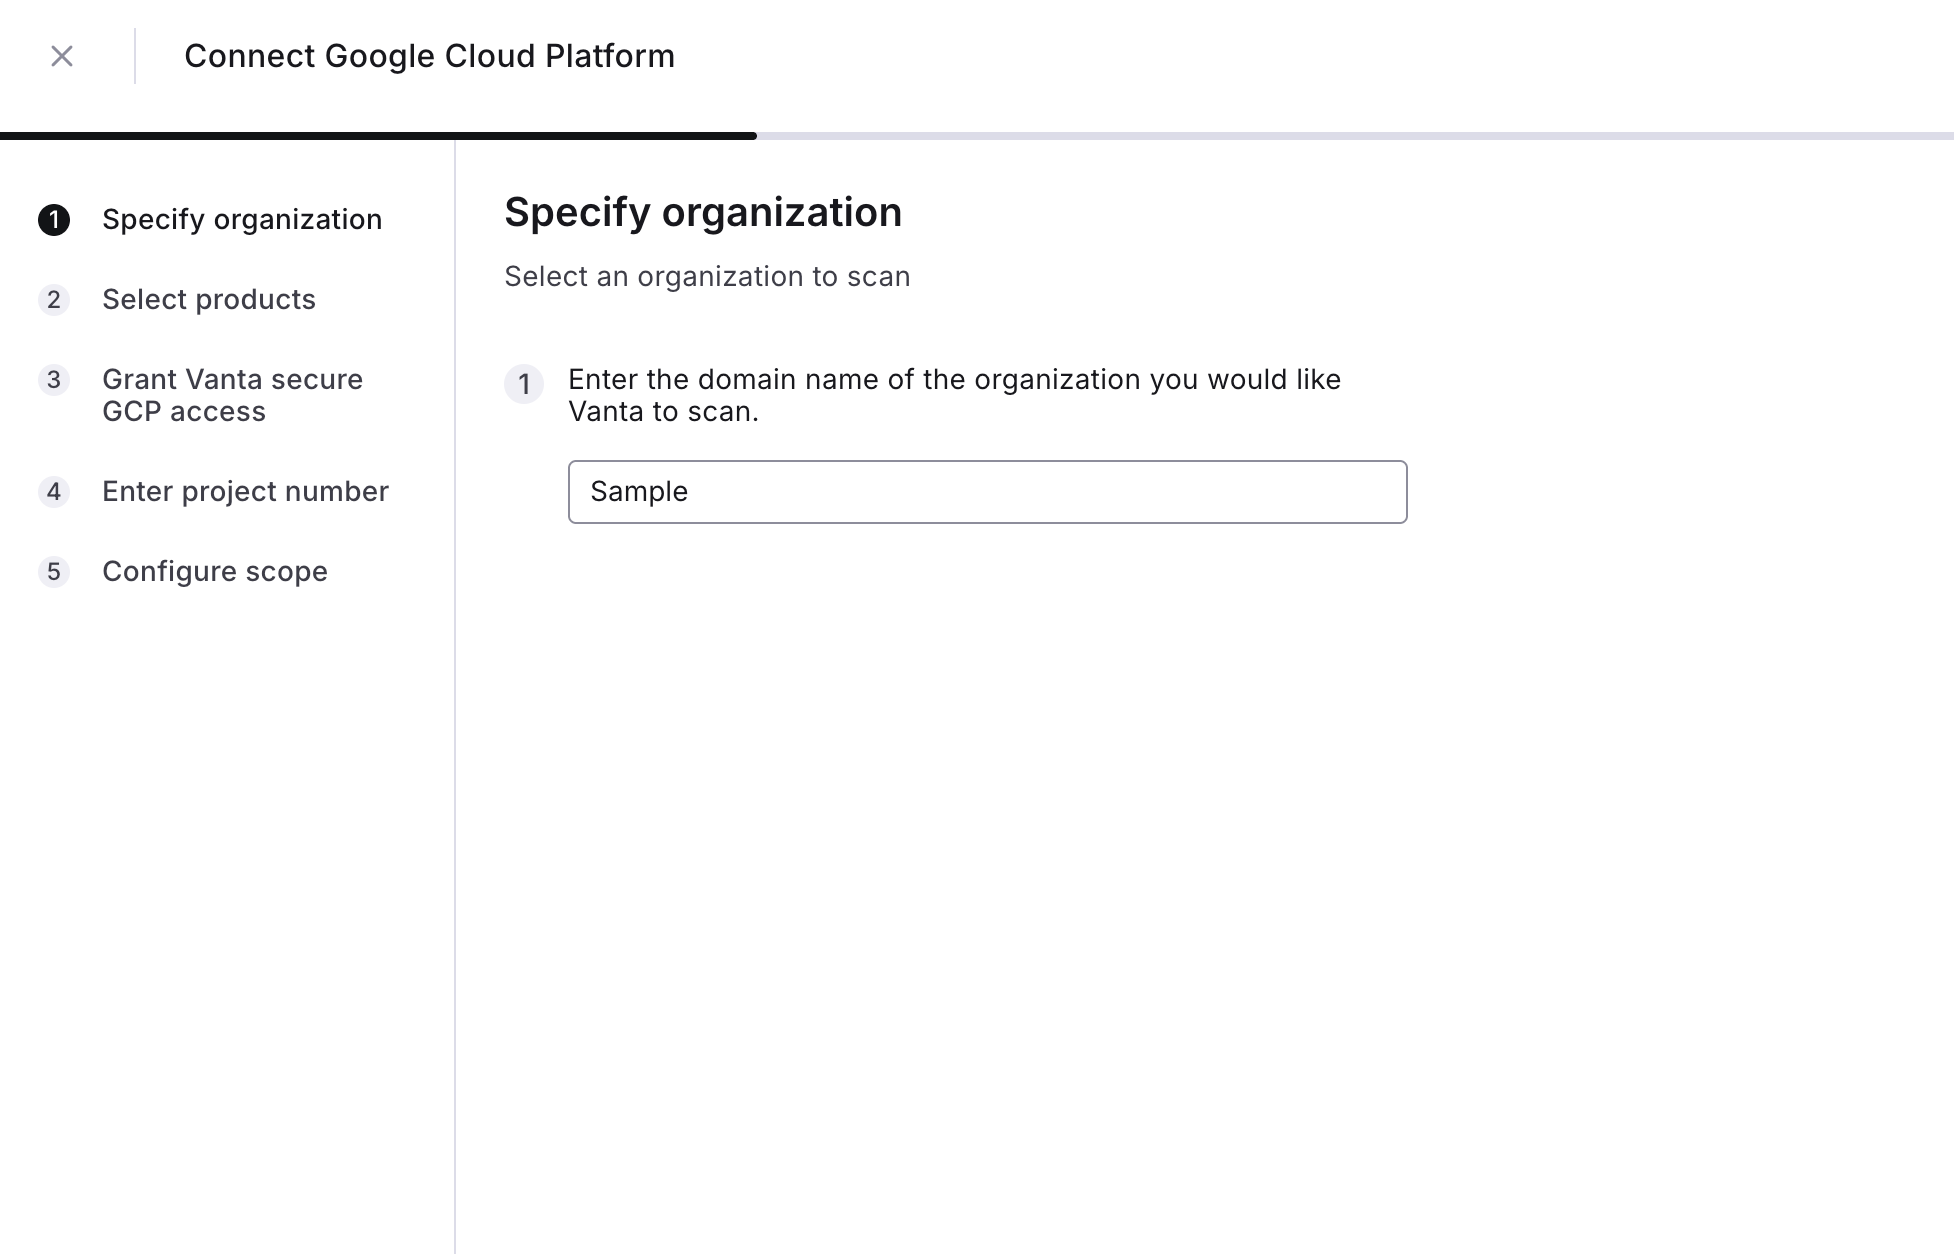 Connect Google Cloud Platform
1 Specify organization
2 Select products
3 Grant Vanta secure
GCP access
4 Enter project number
5 Configure scope
Specify organization
Select an organization to scan
1 Enter the domain name of the organization you would like
Vanta to scan.
Sample